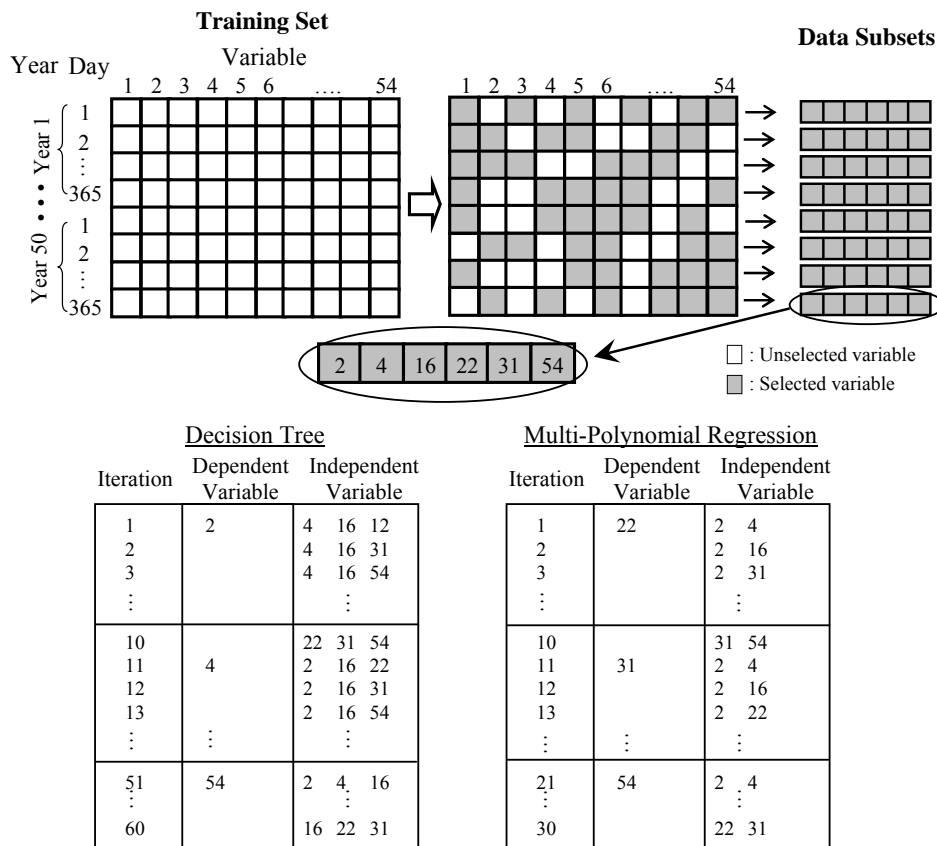 Training Set
Data Subsets
Year Day Variable
1 2 3 4 5 6 .... 54
1 2 3 4 5 6 .... 54
Year 1
1
2
⋮
365
• • •
Year 50
1
2
⋮
365
2 4 16 22 31 54
: Unselected variable
: Selected variable
Decision Tree
Iteration Dependent Variable Independent Variable
1 2 4 16 12
2 4 16 31
3 4 16 54
⋮ ⋮
10 22 31 54
11 4 2 16 22
12 2 16 31
13 2 16 54
⋮ ⋮ ⋮
51 54 2 4 16
⋮ ⋮
60 16 22 31
Multi-Polynomial Regression
Iteration Dependent Variable Independent Variable
1 22 2 4
2 2 16
3 2 31
⋮ ⋮
10 31 54
11 31 2 4
12 2 16
13 2 22
⋮ ⋮ ⋮
21 54 2 4
⋮ ⋮
30 22 31